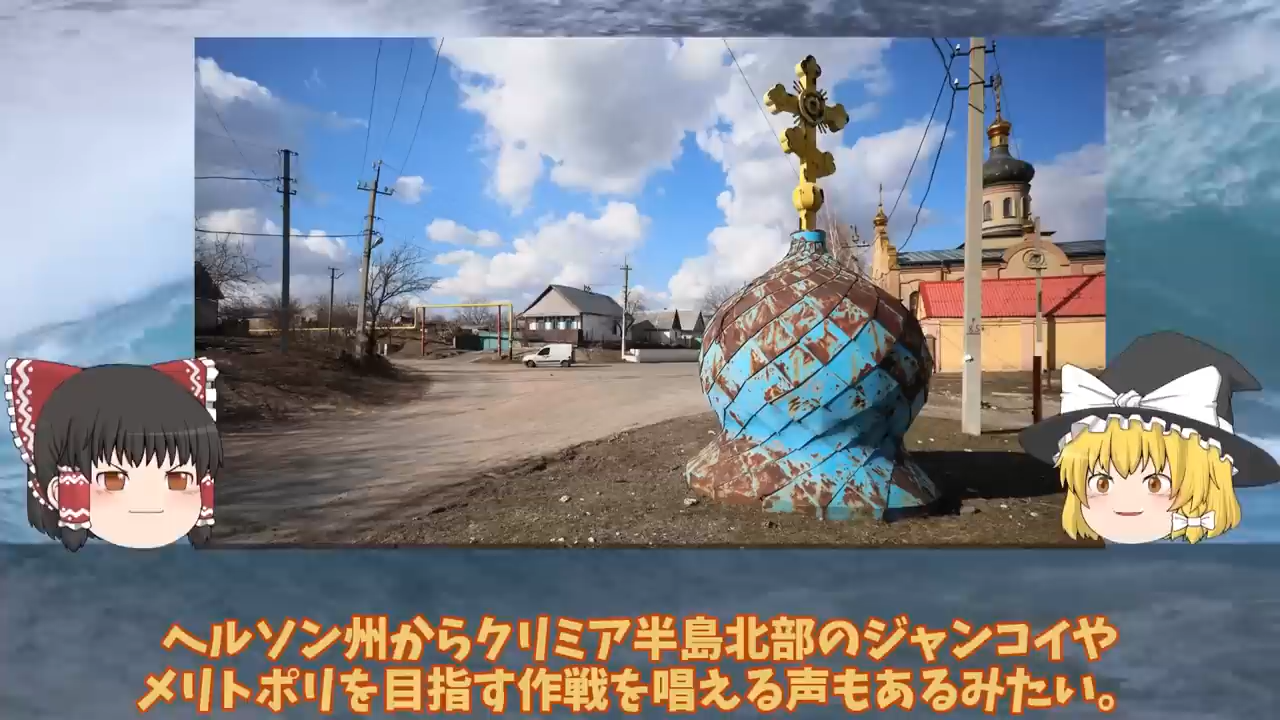 ヘルソン州からクリミア半島北部のジャンコイや
メリトポリを目指す作戦を唱える声もあるみたい。